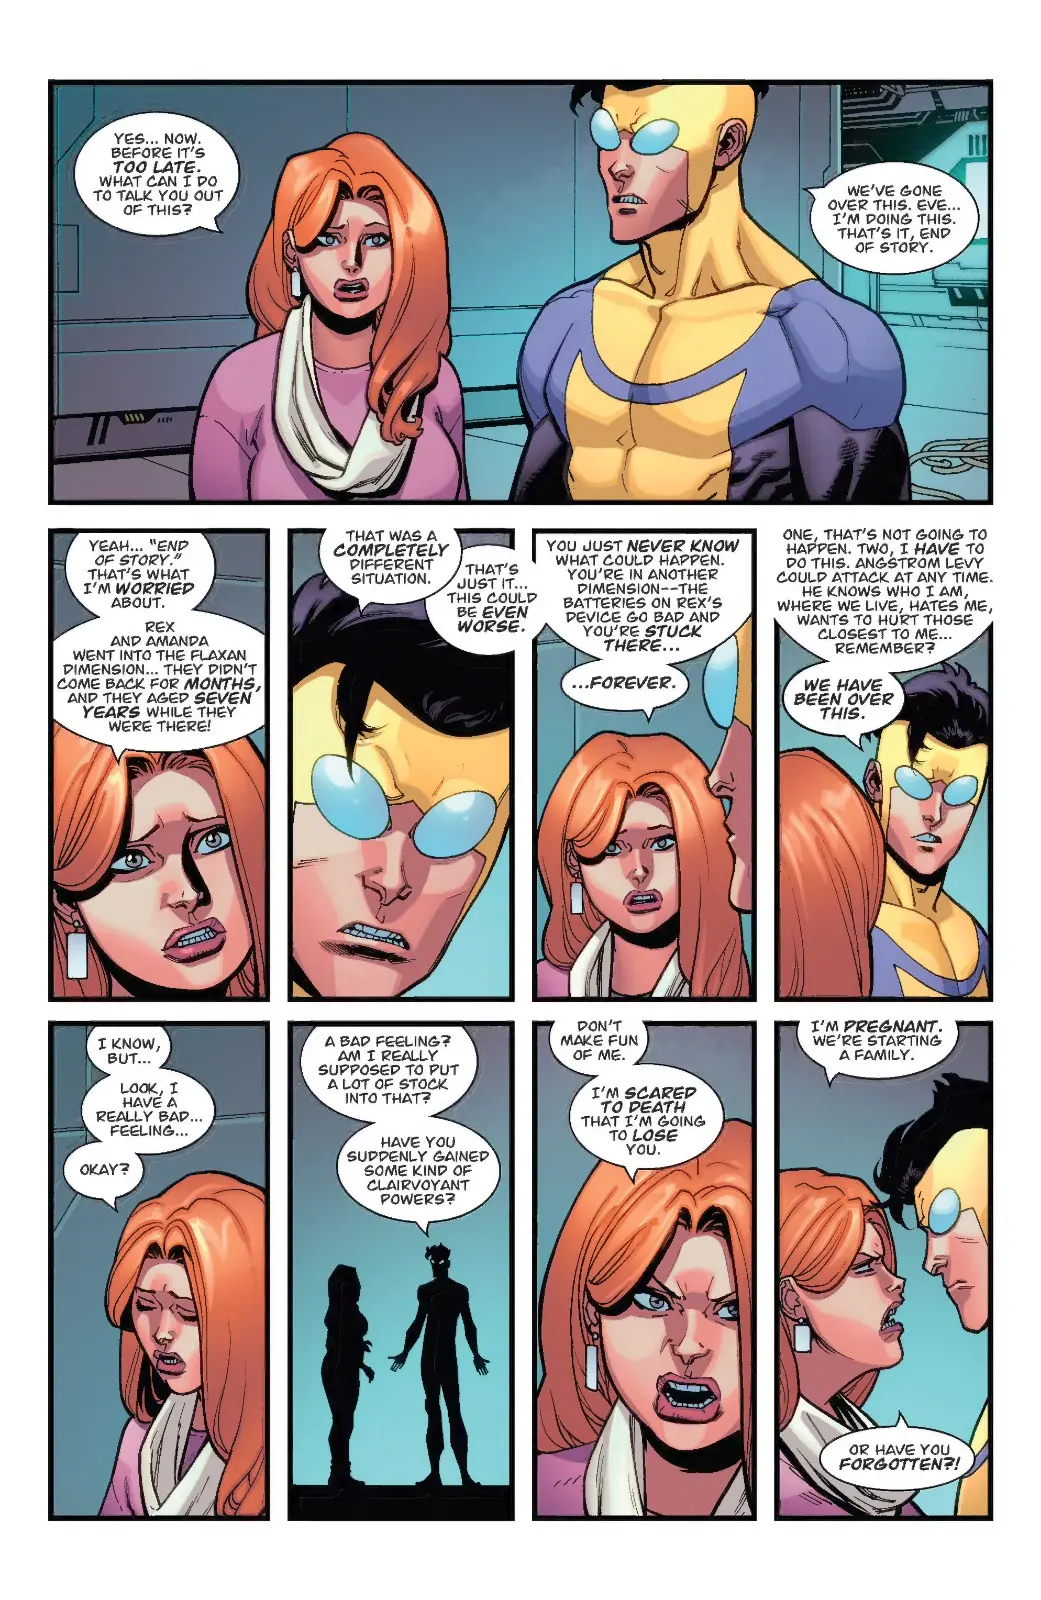 YES... NOW.
BEFORE IT'S
TOO LATE.
WHAT CAN I DO
TO TALK YOU OUT
OF THIS?
WE'VE GONE
OVER THIS. EVE...
I'M DOING THIS.
THAT'S IT, END
OF STORY.
YEAH... "END
OF STORY."
THAT'S WHAT
I'M WORRIED
ABOUT.
REX
AND AMANDA
WENT INTO THE FLAXAN
DIMENSION... THEY DIDN'T
COME BACK FOR MONTHS,
AND THEY AGED SEVEN
YEARS WHILE THEY
WERE THERE!
THAT WAS A
COMPLETELY
DIFFERENT
SITUATION.
THAT'S
JUST IT...
THIS COULD
BE EVEN
WORSE.
YOU JUST NEVER KNOW
WHAT COULD HAPPEN.
YOU'RE IN ANOTHER
DIMENSION--THE
BATTERIES ON REX'S
DEVICE GO BAD AND
YOU'RE STUCK
THERE...
...FOREVER.
ONE, THAT'S NOT GOING TO
HAPPEN. TWO, I HAVE TO
DO THIS. ANGSTROM LEVY
COULD ATTACK AT ANY TIME.
HE KNOWS WHO I AM,
WHERE WE LIVE, HATES ME,
WANTS TO HURT THOSE
CLOSEST TO ME...
REMEMBER?
WE HAVE
BEEN OVER
THIS.
I KNOW,
BUT...
LOOK, I
HAVE A
REALLY BAD...
FEELING...
OKAY?
A BAD FEELING?
AM I REALLY
SUPPOSED TO PUT
A LOT OF STOCK
INTO THAT?
HAVE YOU
SUDDENLY GAINED
SOME KIND OF
CLAIRVOYANT
POWERS?
DON'T
MAKE FUN
OF ME.
I'M SCARED
TO DEATH
THAT I'M GOING
TO LOSE
YOU.
I'M PREGNANT.
WE'RE STARTING
A FAMILY.
OR HAVE YOU
FORGOTTEN?!